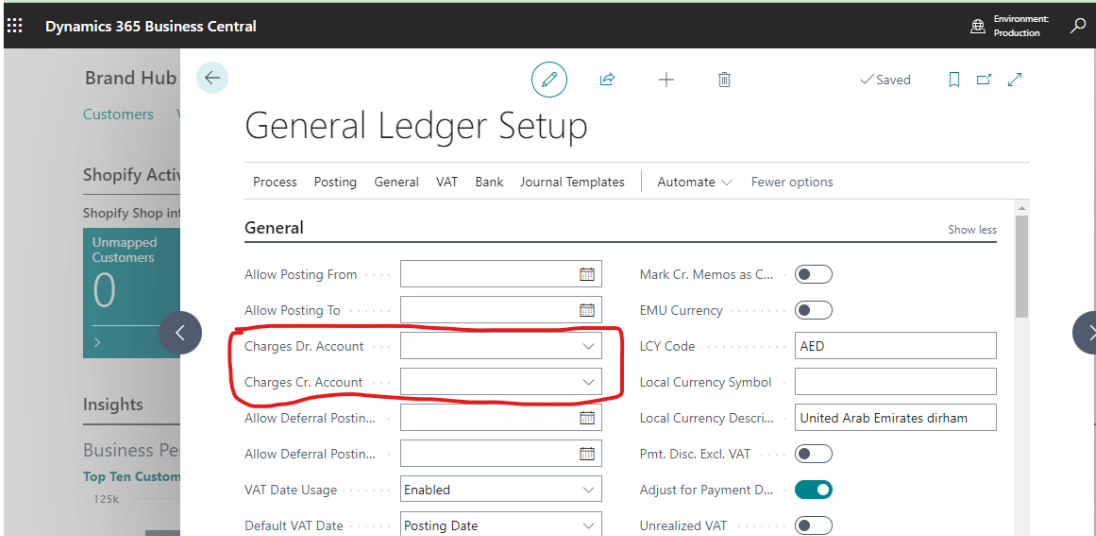 Dynamics 365 Business Central
Environment:
Production
Brand Hub
Customers
Saved
General Ledger Setup
Process Posting General VAT Bank Journal Templates Automate Fewer options
Shopify
Shopify Shop
Unmapped
Customers
0
Insights
Business
Top Ten
125k
General
Show less
Allow Posting From
Allow Posting To
Charges Dr. Account
Charges Cr. Account
Allow Deferral Postin...
Allow Deferral Postin...
VAT Date Usage Enabled
Default VAT Date Posting Date
Mark Cr. Memos as C...
EMU Currency
LCY Code AED
Local Currency Symbol
Local Currency Descri... United Arab Emirates dirham
Pmt. Disc. Excl. VAT
Adjust for Payment D...
Unrealized VAT